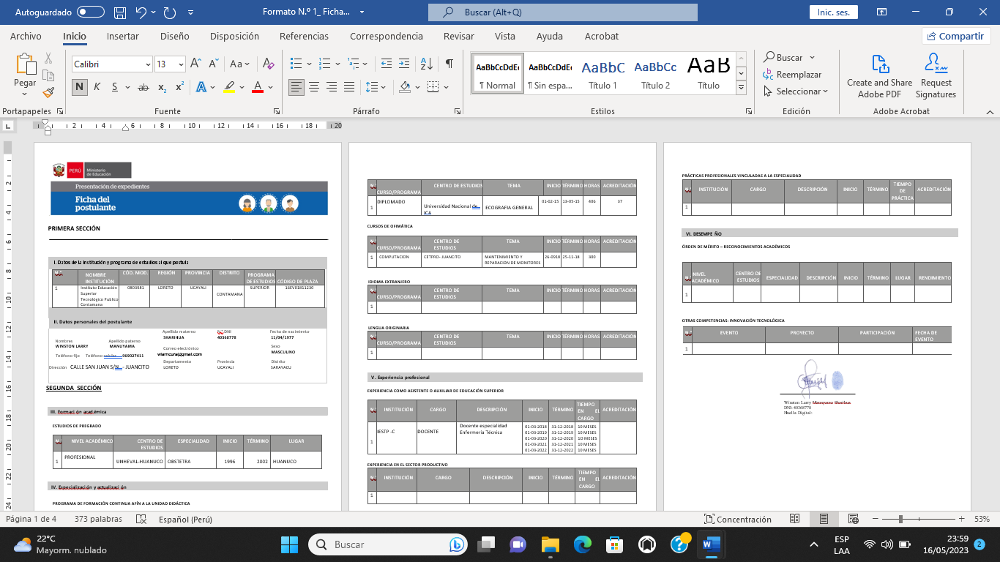 Autoguardado
Formato N.º 1_ Ficha...
Buscar (Alt+Q)
Inic. ses.
Archivo Inicio Insertar Diseño Disposición Referencias Correspondencia Revisar Vista Ayuda Acrobat
Compartir
Pegar
Calibri 13
N K S ab x₂ x² A A
Aa
AaBbCcDdEe AaBbCcDdEe AaBbC AaBbCc AaB
¶ Normal ¶ Sin espa... Título 1 Título 2 Título
Buscar
Reemplazar
Seleccionar
Create and Share Adobe PDF
Request Signatures
Portapapeles Fuente Párrafo Estilos Edición Adobe Acrobat
2 4 6 8 10 12 14 16 18 20
PERÚ Ministerio de Educación
Presentación de expedientes
Ficha del
postulante
PRIMERA SECCIÓN
I. Datos de la institución y programa de estudios al que postula
NOMBRE INSTITUCIÓN CÓD. MOD. REGIÓN PROVINCIA DISTRITO PROGRAMA DE ESTUDIOS CÓDIGO DE PLAZA
1 Instituto Educación Superior Tecnológico Publico Contamana 0803981 LORETO UCAYALI CONTAMANA SUPERIOR 16EV01811230
II. Datos personales del postulante
Nombres Apellido paterno Apellido materno N.º DNI Fecha de nacimiento
WINSTON LARRY MANUYAMA SHARIHUA 40368778 11/04/1977
Teléfono fijo Teléfono celular 969027411 Correo electrónico Sexo
MASCULINO
Dirección CALLE SAN JUAN S/N - JUANCITO
Departamento Provincia Distrito
LORETO UCAYALI SARAYACU
SEGUNDA SECCIÓN
III. Formación académica
ESTUDIOS DE PREGRADO
NIVEL ACADÉMICO CENTRO DE ESTUDIOS ESPECIALIDAD INICIO TÉRMINO LUGAR
1 PROFESIONAL UNHEVAL-HUANUCO OBSTETRA 1996 2002 HUANUCO
IV. Especialización y actualización
PROGRAMA DE FORMACIÓN CONTINUA AFÍN A LA UNIDAD DIDÁCTICA
CURSO/PROGRAMA CENTRO DE ESTUDIOS TEMA INICIO TÉRMINO HORAS ACREDITACIÓN
1 DIPLOMADO Universidad Nacional de ICA ECOGRAFIA GENERAL 01-02-15 13-05-15 406 37
CURSOS DE OFIMÁTICA
CURSO/PROGRAMA CENTRO DE ESTUDIOS TEMA INICIO TÉRMINO HORAS ACREDITACIÓN
1 COMPUTACION CETPRO- JUANCITO MANTENIMIENTO Y REPARACION DE MONITORES 26-0918 25-11-18 300
IDIOMA EXTRANJERO
CURSO/PROGRAMA CENTRO DE ESTUDIOS TEMA INICIO TÉRMINO HORAS ACREDITACIÓN
1
LENGUA ORIGINARIA
CURSO/PROGRAMA CENTRO DE ESTUDIOS TEMA INICIO TÉRMINO HORAS ACREDITACIÓN
1
V. Experiencia profesional
EXPERIENCIA COMO ASISTENTE O AUXILIAR DE EDUCACIÓN SUPERIOR
INSTITUCIÓN CARGO DESCRIPCIÓN INICIO TÉRMINO TIEMPO EN EL CARGO ACREDITACIÓN
1 IESTP -C DOCENTE Docente especialidad Enfermeria Técnica
01-03-2018 31-12-2018 10 MESES
01-03-2019 31-12-2019 10 MESES
01-03-2020 31-12-2020 10 MESES
01-03-2021 31-12-2021 10 MESES
01-03-2022 31-12-2022 10 MESES
EXPERIENCIA EN EL SECTOR PRODUCTIVO
INSTITUCIÓN CARGO DESCRIPCIÓN INICIO TÉRMINO TIEMPO EN EL CARGO ACREDITACIÓN
1
PRÁCTICAS PROFESIONALES VINCULADAS A LA ESPECIALIDAD
INSTITUCIÓN CARGO DESCRIPCIÓN INICIO TÉRMINO TIEMPO DE PRÁCTICA ACREDITACIÓN
1
VI. DESEMPE ÑO
ÓRDEN DE MÉRITO – RECONOCIMIENTOS ACADÉMICOS
NIVEL ACADÉMICO CENTRO DE ESTUDIOS ESPECIALIDAD DESCRIPCIÓN INICIO TÉRMINO LUGAR RENDIMIENTO
1
OTRAS COMPETENCIAS: INNOVACIÓN TECNOLÓGICA
EVENTO PROYECTO PARTICIPACIÓN FECHA DE EVENTO
1
Winston Larry Manuyama Sharihua
DNI: 40368778
Huella Digital:
Página 1 de 4 373 palabras Español (Perú) Concentración 53%
22°C
Mayorm. nublado
Buscar
ESP
LAA
23:59
16/05/2023
2